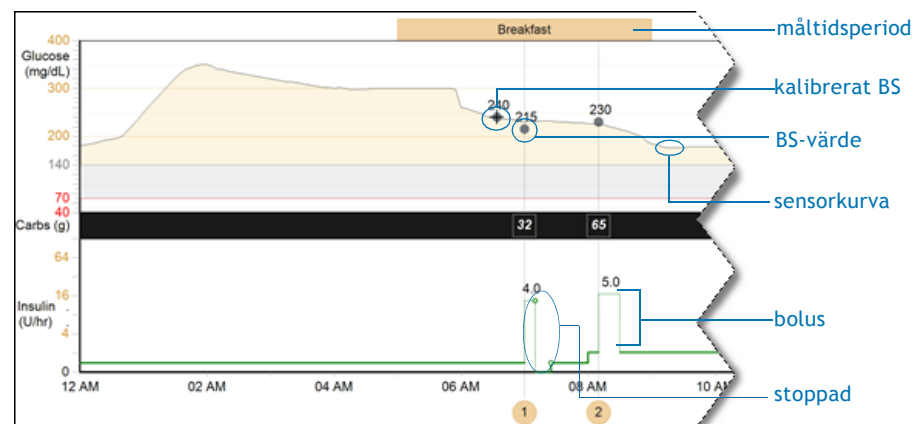 Breakfast
måltidsperiod
400
Glucose
(mg/dL)
300
kalibrerat BS
240
215
230
200
BS-värde
140
70
sensorkurva
40
Carbs (g)
32
65
64
4.0
5.0
16
Insulin
(U/hr)
bolus
4
0
12 AM
02 AM
04 AM
06 AM
08 AM
stoppad
1
2